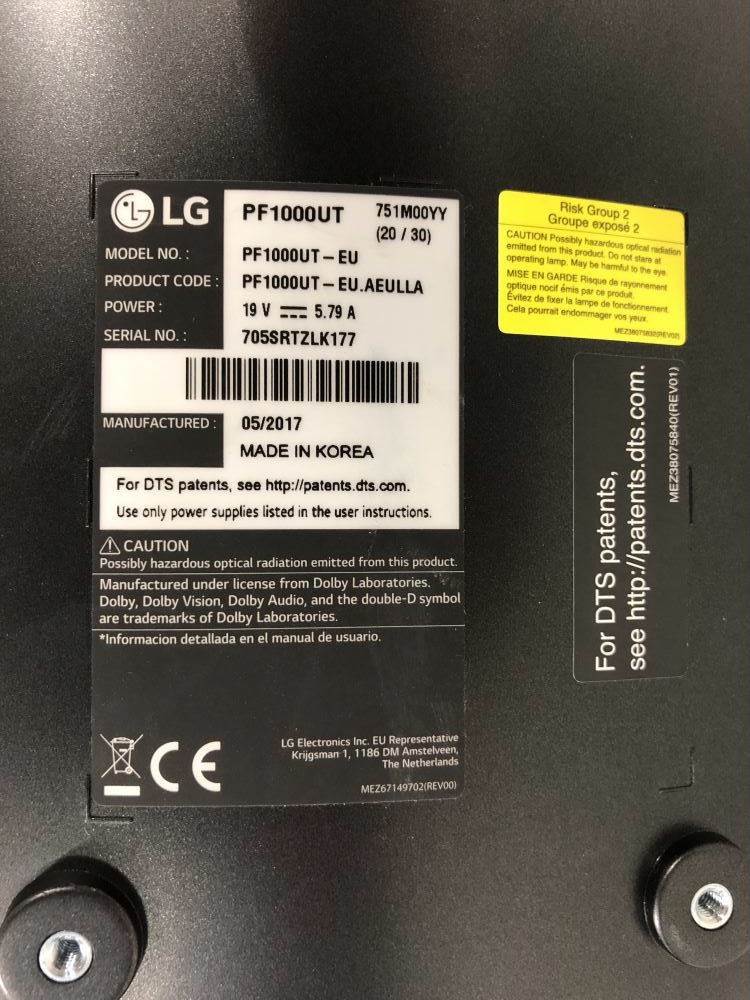 LG
PF1000UT 751M00YY
(20 / 30)
MODEL NO. : PF1000UT-EU
PRODUCT CODE : PF1000UT-EU.AEULLA
POWER : 19 V 5.79 A
SERIAL NO. : 705SRTZLK177
MANUFACTURED : 05/2017
MADE IN KOREA
For DTS patents, see http://patents.dts.com.
Use only power supplies listed in the user instructions.
CAUTION
Possibly hazardous optical radiation emitted from this product.
Manufactured under license from Dolby Laboratories.
Dolby, Dolby Vision, Dolby Audio, and the double-D symbol
are trademarks of Dolby Laboratories.
*Informacion detallada en el manual de usuario.
CE
LG Electronics Inc. EU Representative
Krijgsman 1, 1186 DM Amstelveen,
The Netherlands
MEZ67149702(REV00)
Risk Group 2
Groupe exposé 2
CAUTION Possibly hazardous optical radiation
emitted from this product. Do not stare at
operating lamp. May be harmful to the eye.
MISE EN GARDE Risque de rayonnement
optique nocif émis par ce produit.
Évitez de fixer la lampe de fonctionnement.
Cela pourrait endommager vos yeux.
MEZ38075832(REV02)
For DTS patents,
see http://patents.dts.com.
MEZ38075840(REV01)